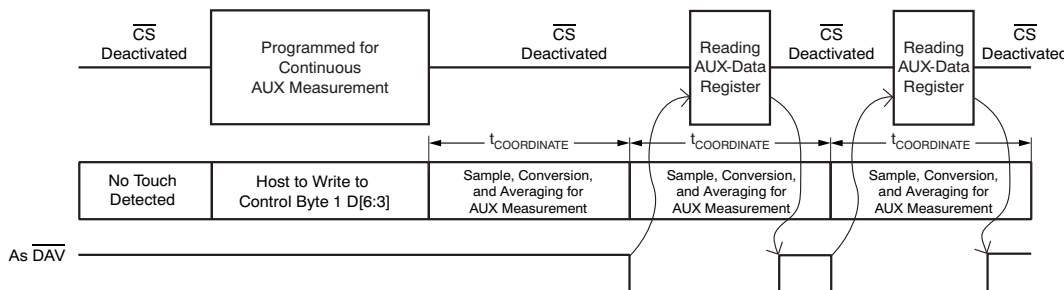 CS
Deactivated
Programmed for
Continuous
AUX Measurement
CS
Deactivated
Reading
AUX-Data
Register
CS
Deactivated
Reading
AUX-Data
Register
CS
Deactivated
tCOORDINATE
tCOORDINATE
tCOORDINATE
No Touch
Detected
Host to Write to
Control Byte 1 D[6:3]
Sample, Conversion,
and Averaging for
AUX Measurement
Sample, Conversion,
and Averaging for
AUX Measurement
Sample, Conversion,
and Averaging for
AUX Measurement
As DAV